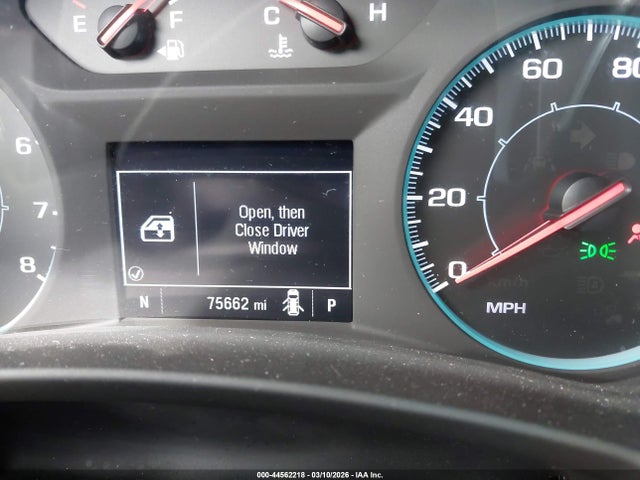 E F
C H
6
7
8
Open, then
Close Driver
Window
N 75662 mi P
0
20
40
60
80
MPH
000-44562218 - 03/10/2026 - IAA Inc.